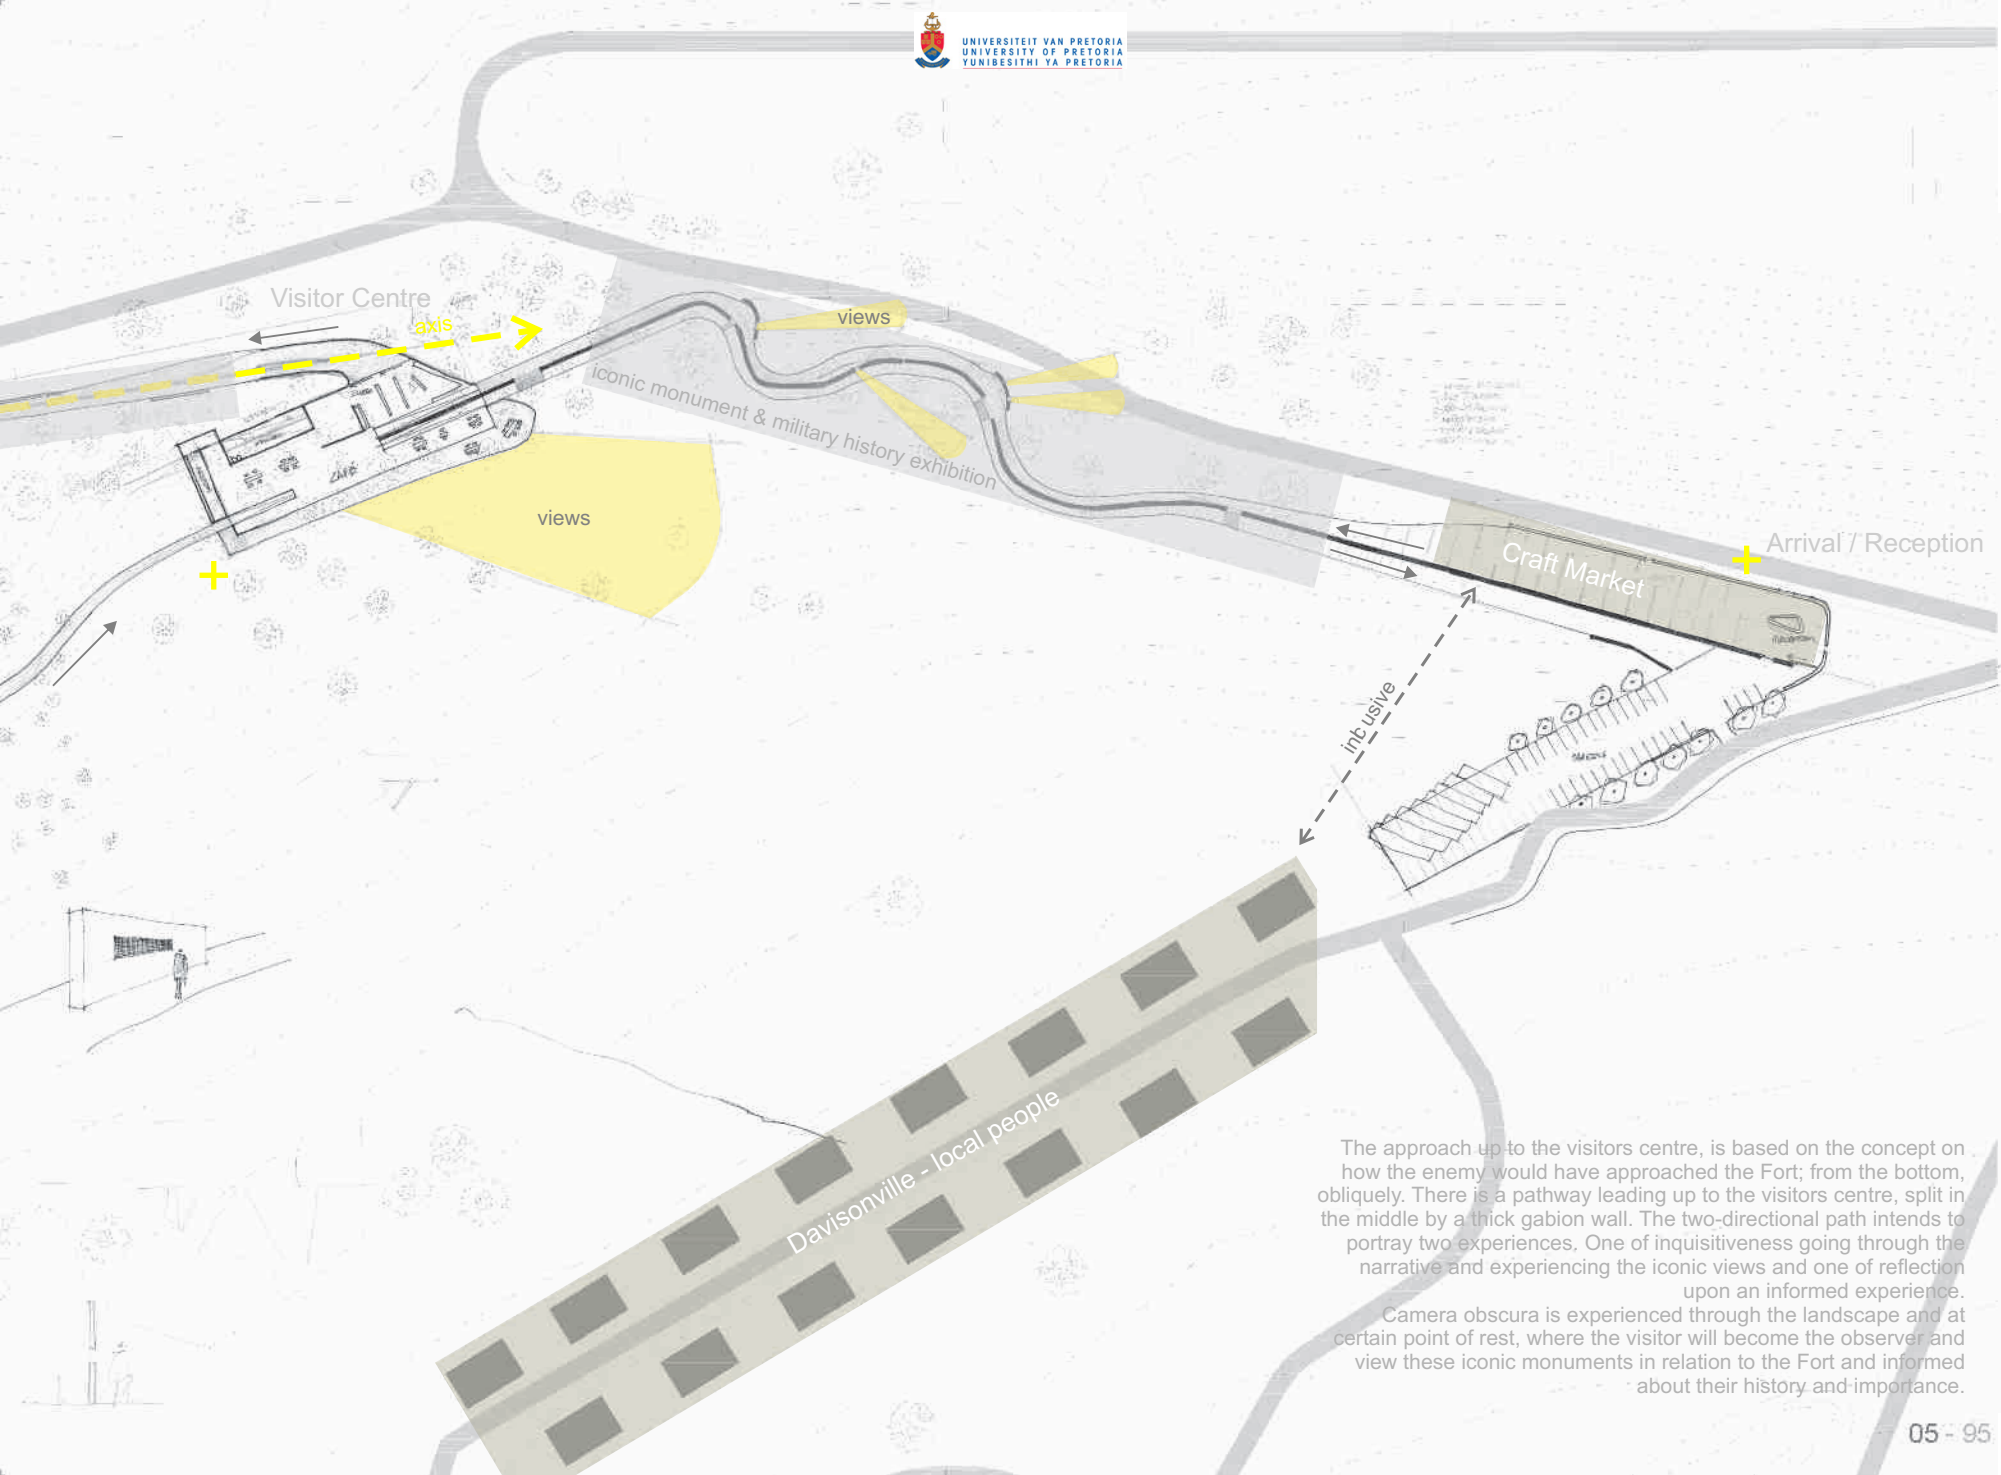 UNIVERSITEIT VAN PRETORIA
UNIVERSITY OF PRETORIA
YUNIBESITHI YA PRETORIA
Visitor Centre
axis
views
iconic monument & military history exhibition
views
Craft Market
Arrival / Reception
inc usive
Davisonville - local people
The approach up to the visitors centre, is based on the concept on
how the enemy would have approached the Fort; from the bottom,
obliquely. There is a pathway leading up to the visitors centre, split in
the middle by a thick gabion wall. The two-directional path intends to
portray two experiences. One of inquisitiveness going through the
narrative and experiencing the iconic views and one of reflection
upon an informed experience.
Camera obscura is experienced through the landscape and at
certain point of rest, where the visitor will become the observer and
view these iconic monuments in relation to the Fort and informed
about their history and importance.
05 - 95